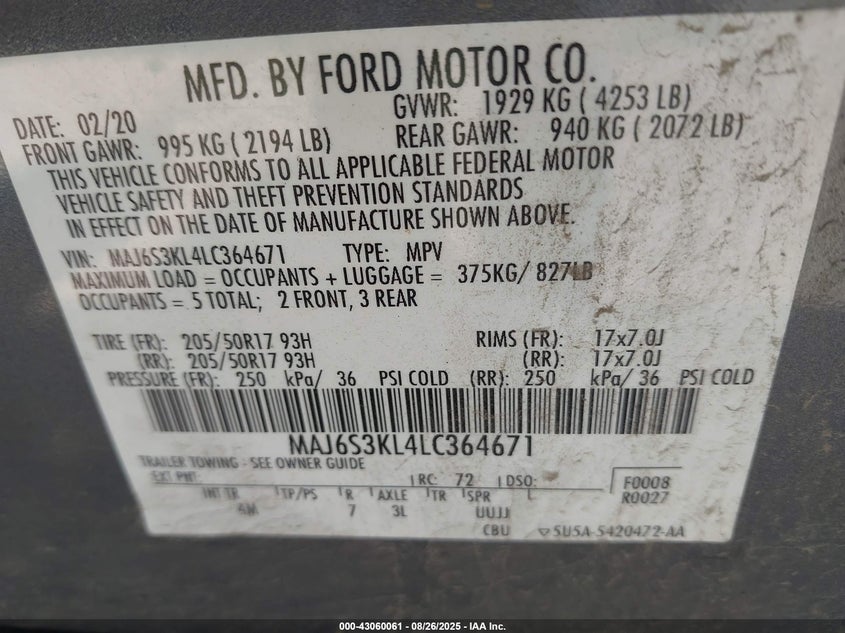 MFD. BY FORD MOTOR CO.
DATE: 02/20 GVWR: 1929 KG ( 4253 LB)
FRONT GAWR: 995 KG ( 2194 LB) REAR GAWR: 940 KG ( 2072 LB)
THIS VEHICLE CONFORMS TO ALL APPLICABLE FEDERAL MOTOR
VEHICLE SAFETY AND THEFT PREVENTION STANDARDS
IN EFFECT ON THE DATE OF MANUFACTURE SHOWN ABOVE.
VIN: MAJ6S3KL4LC364671 TYPE: MPV
MAXIMUM LOAD = OCCUPANTS + LUGGAGE = 375KG/ 827LB
OCCUPANTS = 5 TOTAL; 2 FRONT, 3 REAR
TIRE (FR): 205/50R17 93H RIMS (FR): 17x7.0J
(RR): 205/50R17 93H (RR): 17x7.0J
PRESSURE (FR): 250 kPa/ 36 PSI COLD (RR): 250 kPa/ 36 PSI COLD
MAJ6S3KL4LC364671
TRAILER TOWING - SEE OWNER GUIDE
EXT PNT: RC: 72 DSO: F0008
INT TR TP/PS R AXLE TR SPR R0027
7 3L UUJJ
CBU 5U5A-5420472-AA
000-43060061 - 08/26/2025 - IAA Inc.